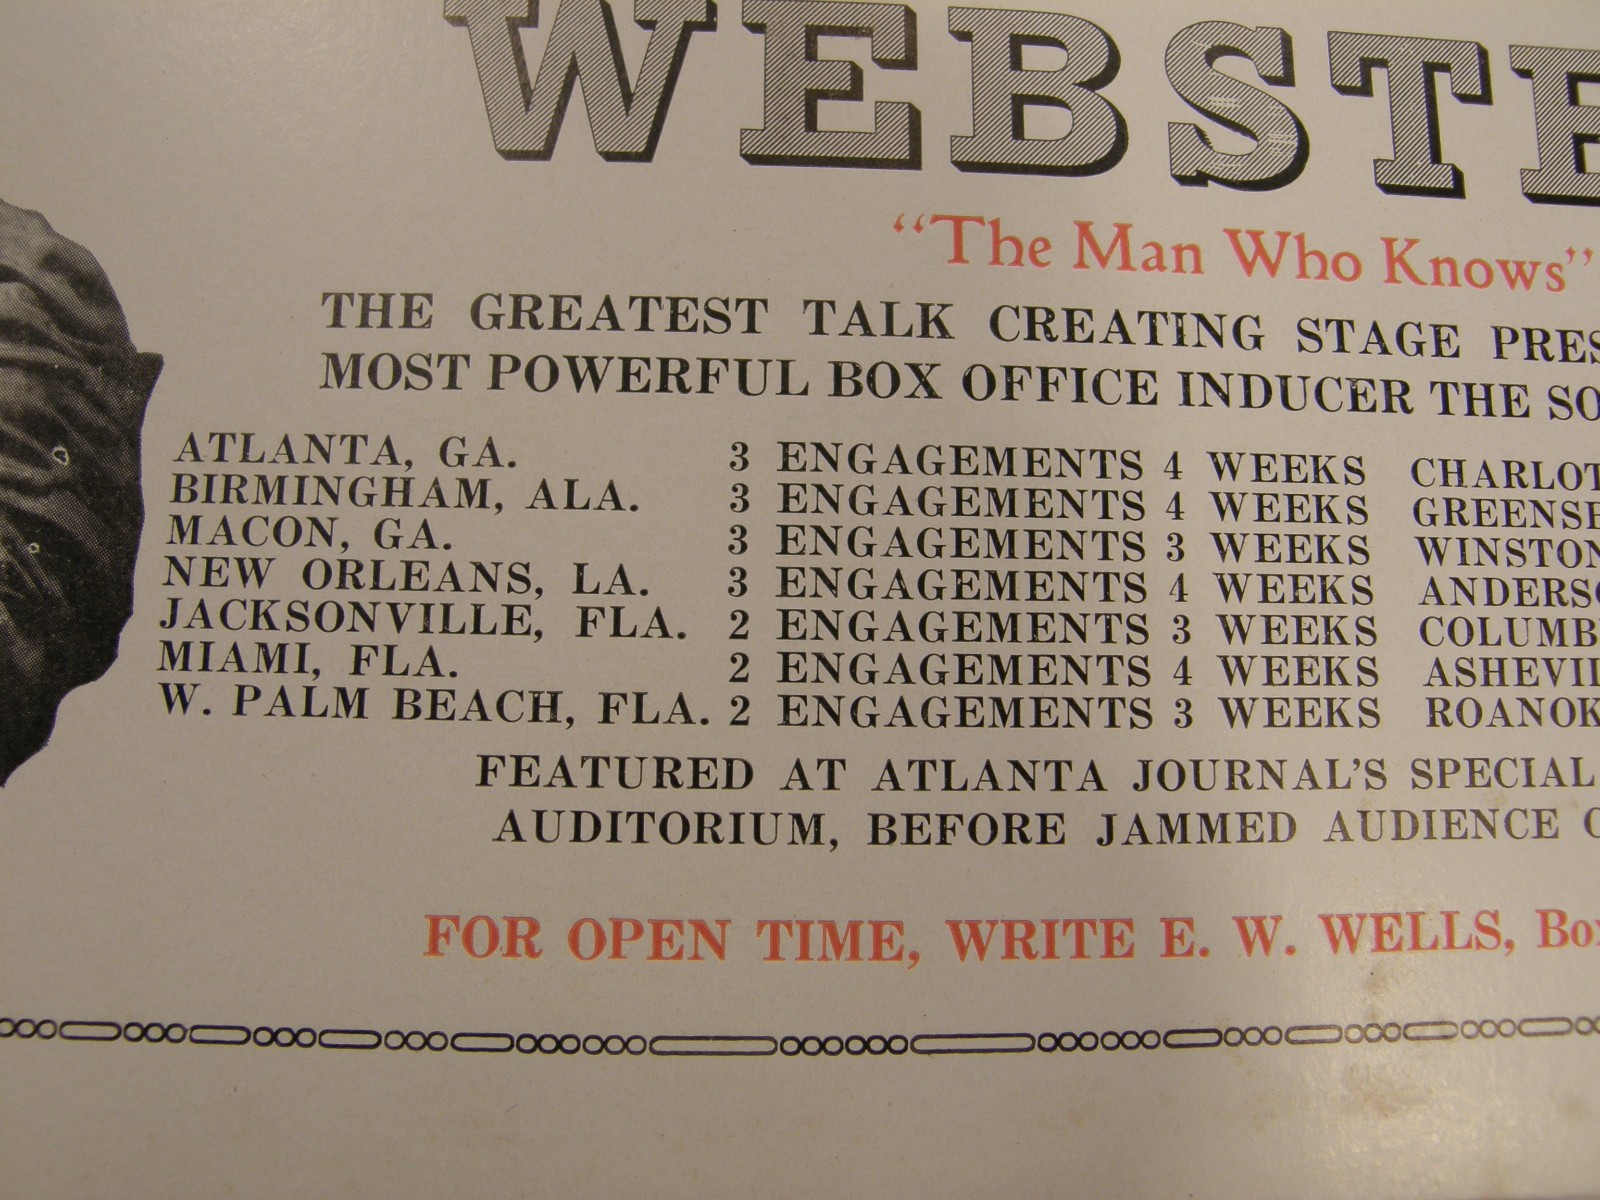 WEBSTE
“The Man Who Knows”
THE GREATEST TALK CREATING STAGE PRES
MOST POWERFUL BOX OFFICE INDUCER THE SO
ATLANTA, GA. 3 ENGAGEMENTS 4 WEEKS CHARLOT
BIRMINGHAM, ALA. 3 ENGAGEMENTS 4 WEEKS GREENSB
MACON, GA. 3 ENGAGEMENTS 3 WEEKS WINSTON
NEW ORLEANS, LA. 3 ENGAGEMENTS 4 WEEKS ANDERSO
JACKSONVILLE, FLA. 2 ENGAGEMENTS 3 WEEKS COLUMB
MIAMI, FLA. 2 ENGAGEMENTS 4 WEEKS ASHEVIL
W. PALM BEACH, FLA. 2 ENGAGEMENTS 3 WEEKS ROANOK
FEATURED AT ATLANTA JOURNAL'S SPECIAL
AUDITORIUM, BEFORE JAMMED AUDIENCE O
FOR OPEN TIME, WRITE E. W. WELLS, Box